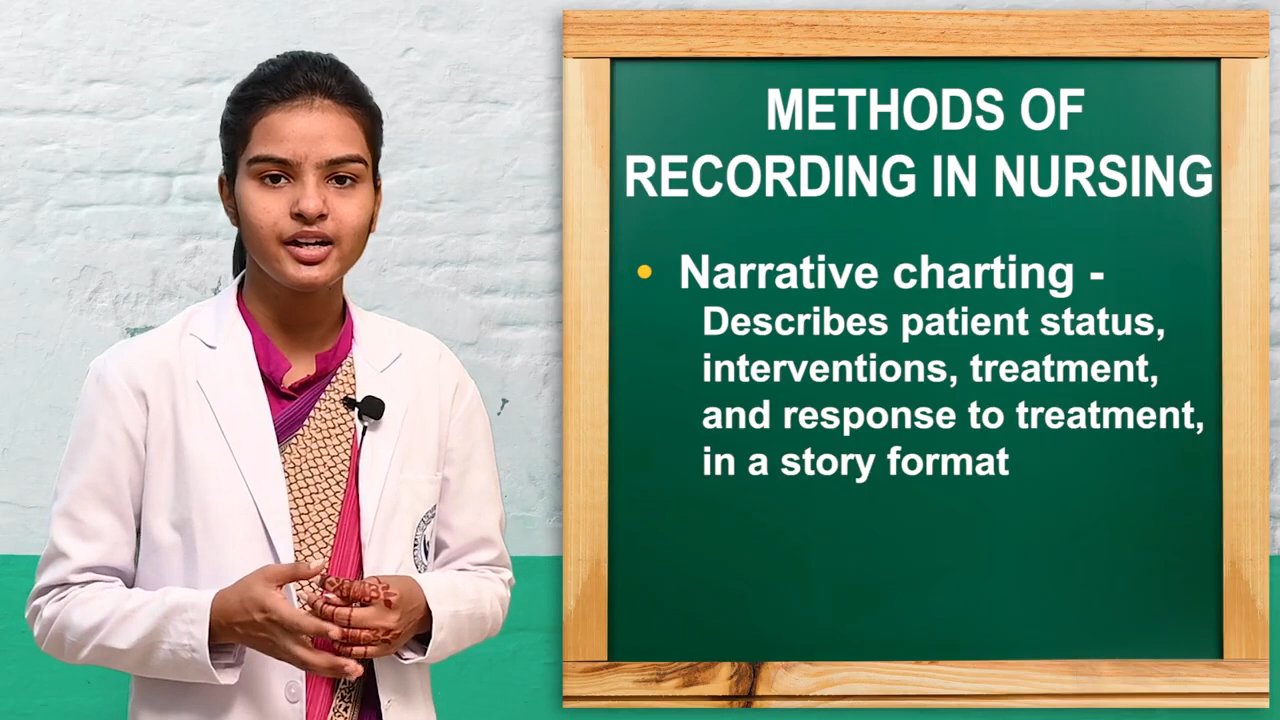 METHODS OF
RECORDING IN NURSING
• Narrative charting -
Describes patient status,
interventions, treatment,
and response to treatment,
in a story format